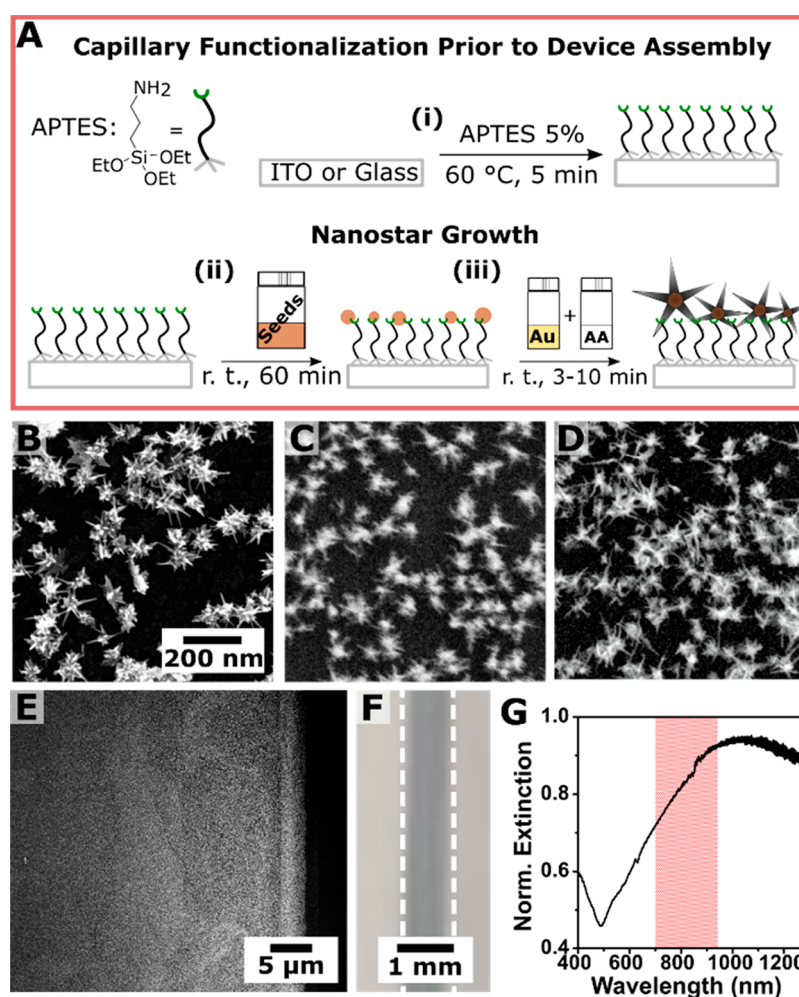 A
Capillary Functionalization Prior to Device Assembly
NH2
APTES:
=
Si
EtO
OEt
OEt
EtO
(i)
APTES 5%
60 °C, 5 min
ITO or Glass
Nanostar Growth
(ii)
Seeds
r. t., 60 min
(iii)
Au
+
AA
r. t., 3-10 min
B
200 nm
C
D
E
5 µm
F
1 mm
G
Norm. Extinction
1.0
0.8
0.6
0.4
400 600 800 1000 1200
Wavelength (nm)